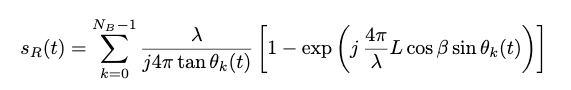 s_R(t) = \sum_{k=0}^{N_B-1} \frac{\lambda}{j4\pi \tan \theta_k(t)} \left[ 1 - \exp\left( j \frac{4\pi}{\lambda} L \cos \beta \sin \theta_k(t) \right) \right]